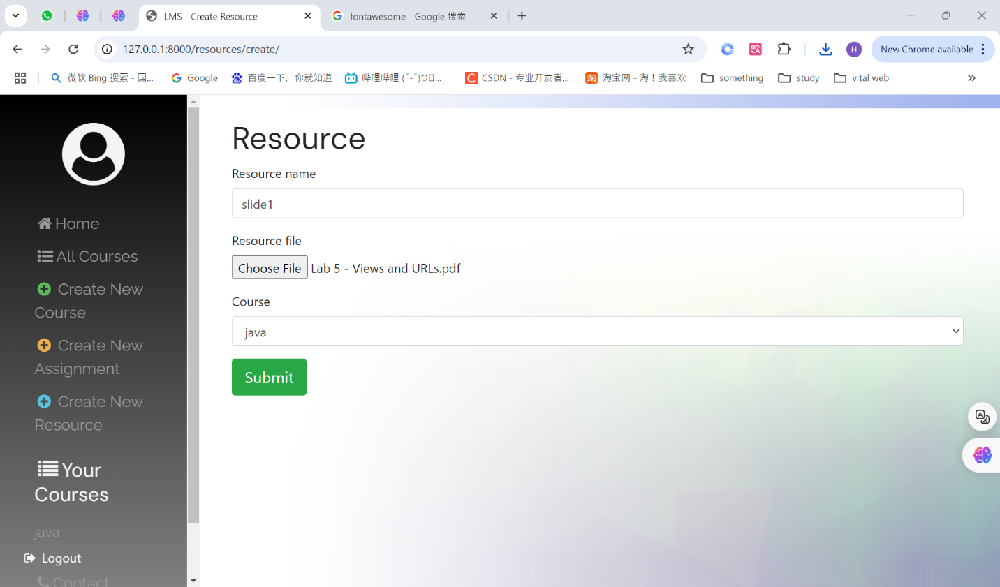 LMS - Create Resource
fontawesome - Google 搜索
127.0.0.1:8000/resources/create/
H
New Chrome available
微软 Bing 搜索 - 国...
Google
百度一下，你就知道
哔哩哔哩 (゜-゜)つ...
CSDN - 专业开发者...
淘宝网 - 淘！我喜欢
something
study
vital web
Home
All Courses
Create New
Course
Create New
Assignment
Create New
Resource
Your
Courses
java
Logout
Contact
Resource
Resource name
slide1
Resource file
Choose File Lab 5 - Views and URLs.pdf
Course
java
Submit